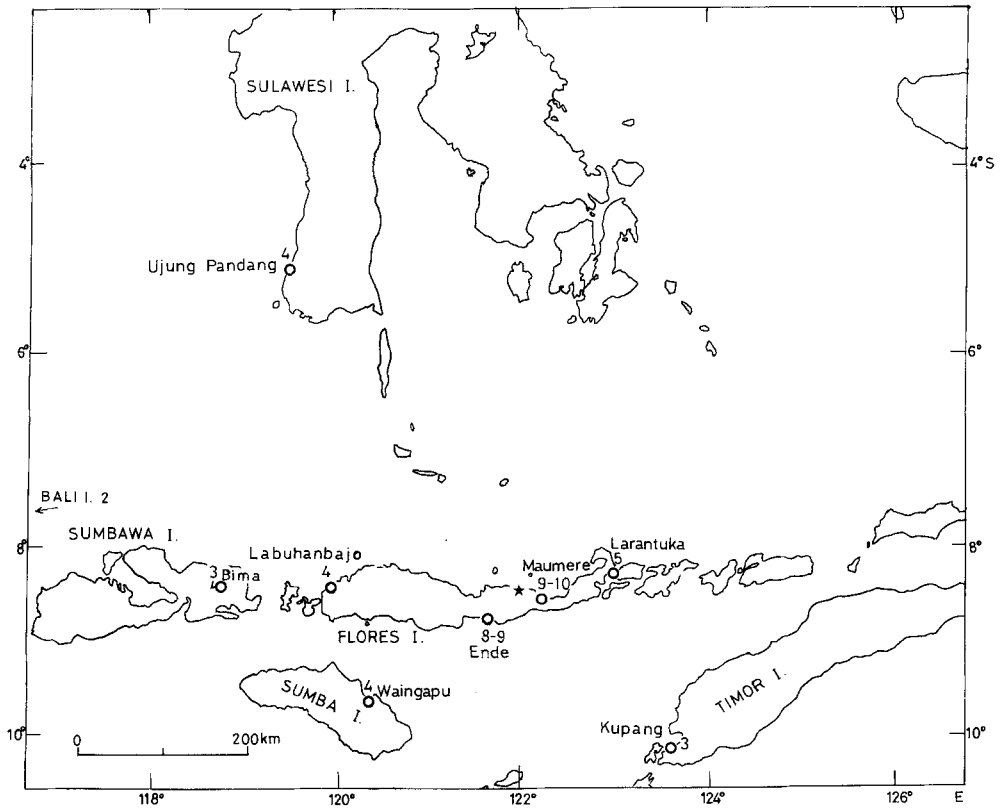 SULAWESI I.
4°
4°S
4
Ujung Pandang
6°
6°
BALI I. 2
SUMBAWA I.
8°
8°
Labuhanbajo
4
3 Bima
4
Larantuka
5
Maumere
9-10
FLORES I.
8-9
Ende
SUMBA I.
4 Waingapu
TIMOR I.
Kupang
3
10°
10°
0
200km
118°
120°
122°
124°
126°
E